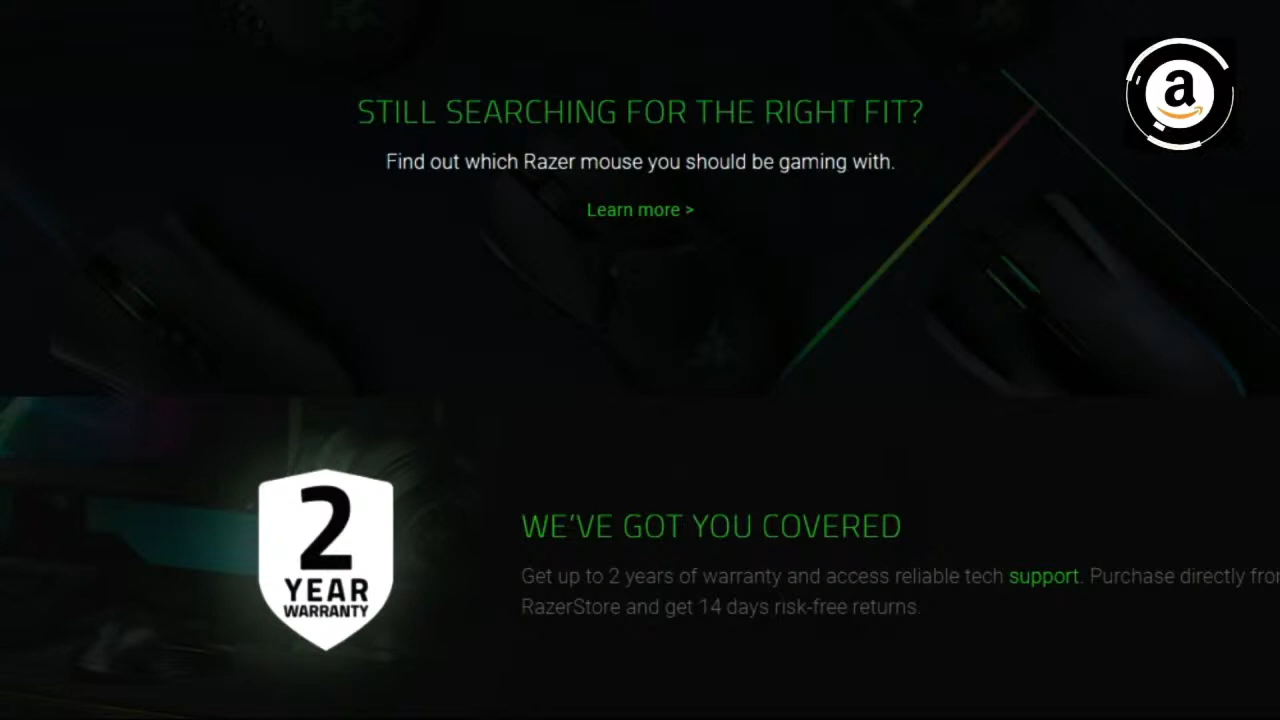 STILL SEARCHING FOR THE RIGHT FIT?
Find out which Razer mouse you should be gaming with.
Learn more >
a
2
YEAR
WARRANTY
WE'VE GOT YOU COVERED
Get up to 2 years of warranty and access reliable tech support. Purchase directly from
RazerStore and get 14 days risk-free returns.